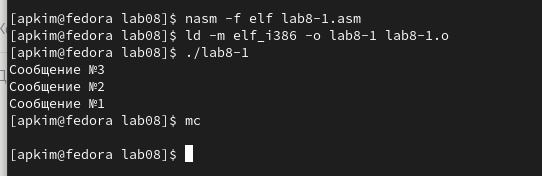 [apkim@fedora lab08]$ nasm -f elf lab8-1.asm
[apkim@fedora lab08]$ ld -m elf_i386 -o lab8-1 lab8-1.o
[apkim@fedora lab08]$ ./lab8-1
Сообщение №3
Сообщение №2
Сообщение №1
[apkim@fedora lab08]$ mc
[apkim@fedora lab08]$